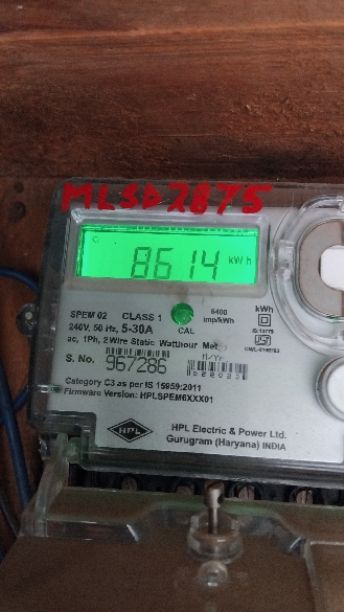 MLSD2875
8614 kWh
SPEM 02 CLASS 1
6400
imp/kWh
kWh
240V, 50 Hz, 5-30A
CAL
ac, 1Ph, 2 Wire Static Watthour Met
S. No. 967286
Category C3 as per IS 15959:2011
Firmware Version: HPLSPEM6XXX01
HPL
HPL Electric & Power Ltd.
Gurugram (Haryana) INDIA